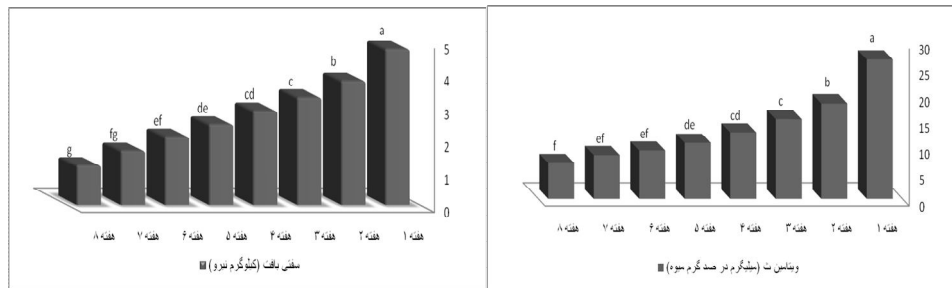 a
b
c
cd
de
ef
fg
g
5
4
3
2
1
0
هفته ۱ هفته ۲ هفته ۳ هفته ۴ هفته ۵ هفته ۶ هفته ۷ هفته ۸
سفتی بافت (کیلوگرم نیرو)
a
b
c
cd
de
ef
ef
f
30
25
20
15
10
5
0
هفته ۱ هفته ۲ هفته ۳ هفته ۴ هفته ۵ هفته ۶ هفته ۷ هفته ۸
ویتامین ث (میلیگرم در صد گرم میوه)